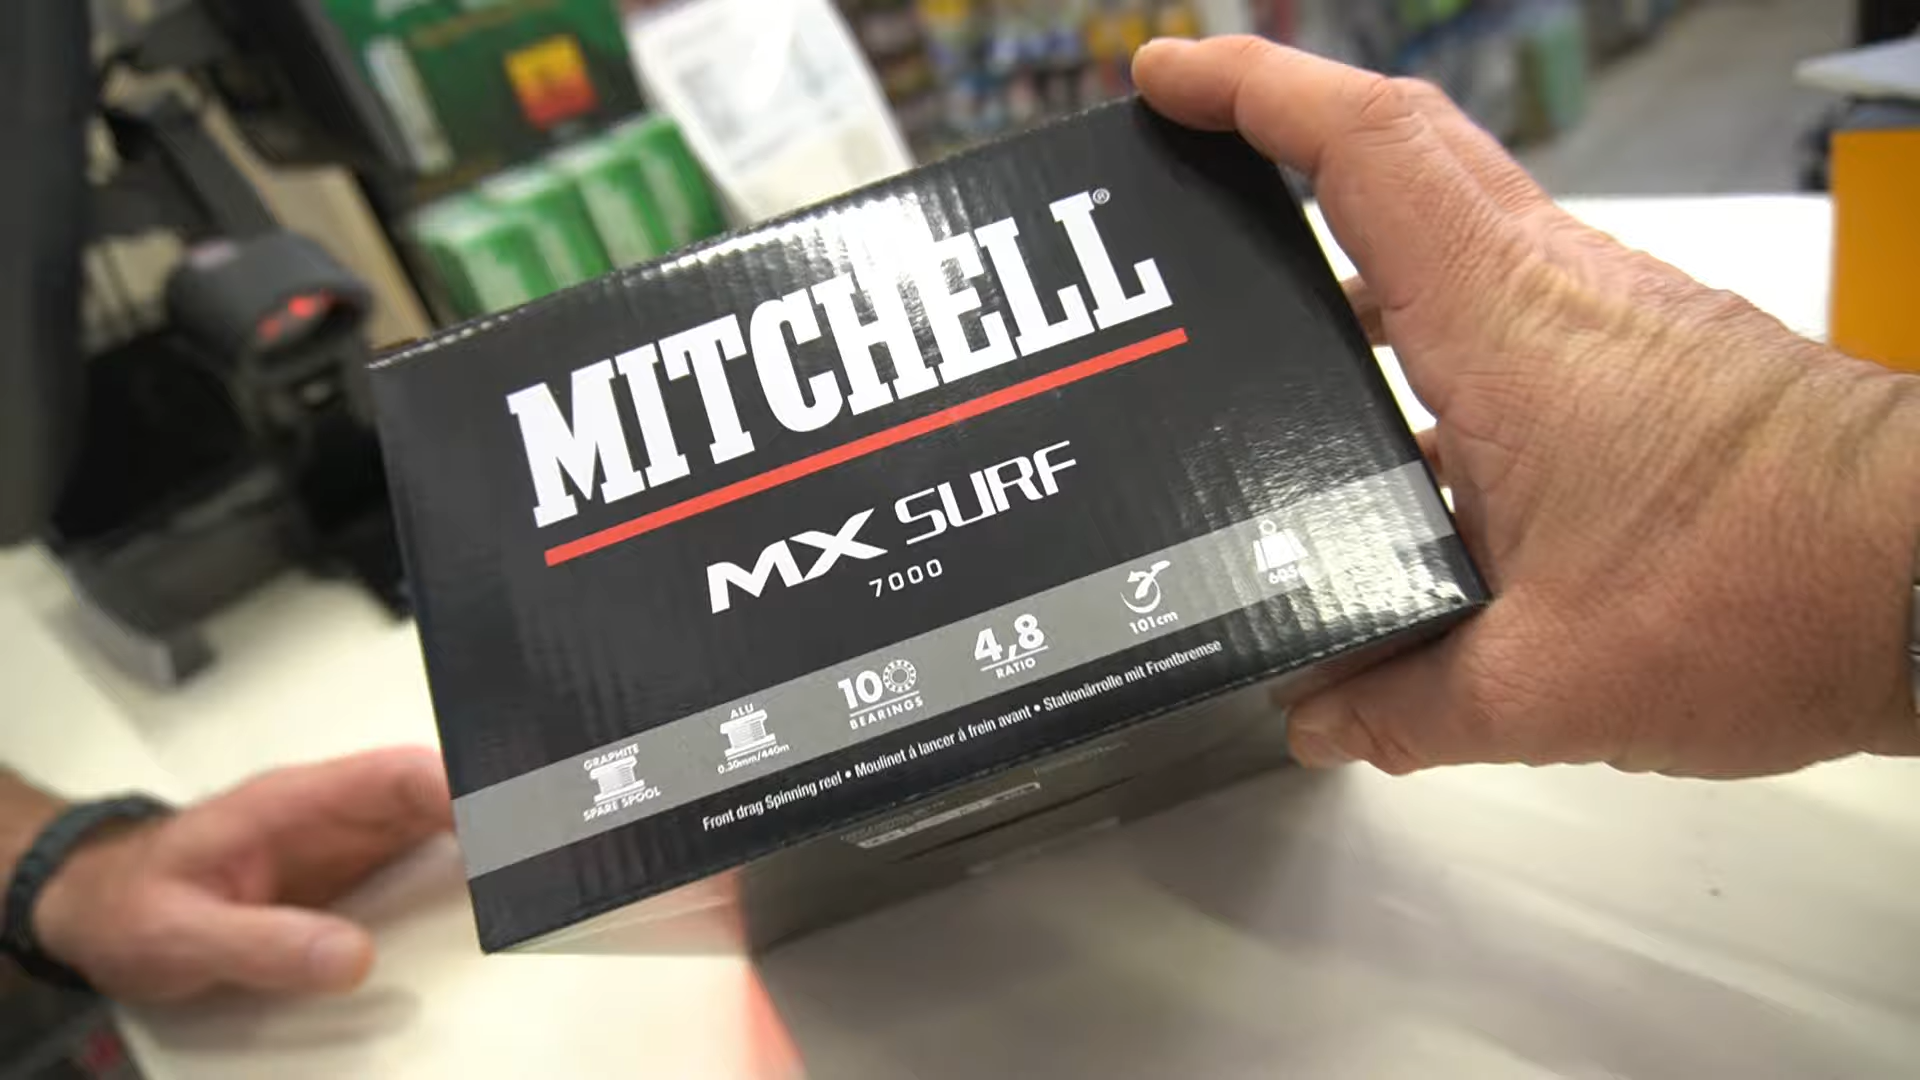 MITCHELL®
MX SURF
7000
GRAPHITE
SPARE SPOOL
ALU
0.30mm/440m
10
BEARINGS
4,8
RATIO
101cm
605g
Front drag Spinning reel • Moulinet á lancer á frein avant • Stationärrolle mit Frontbremse